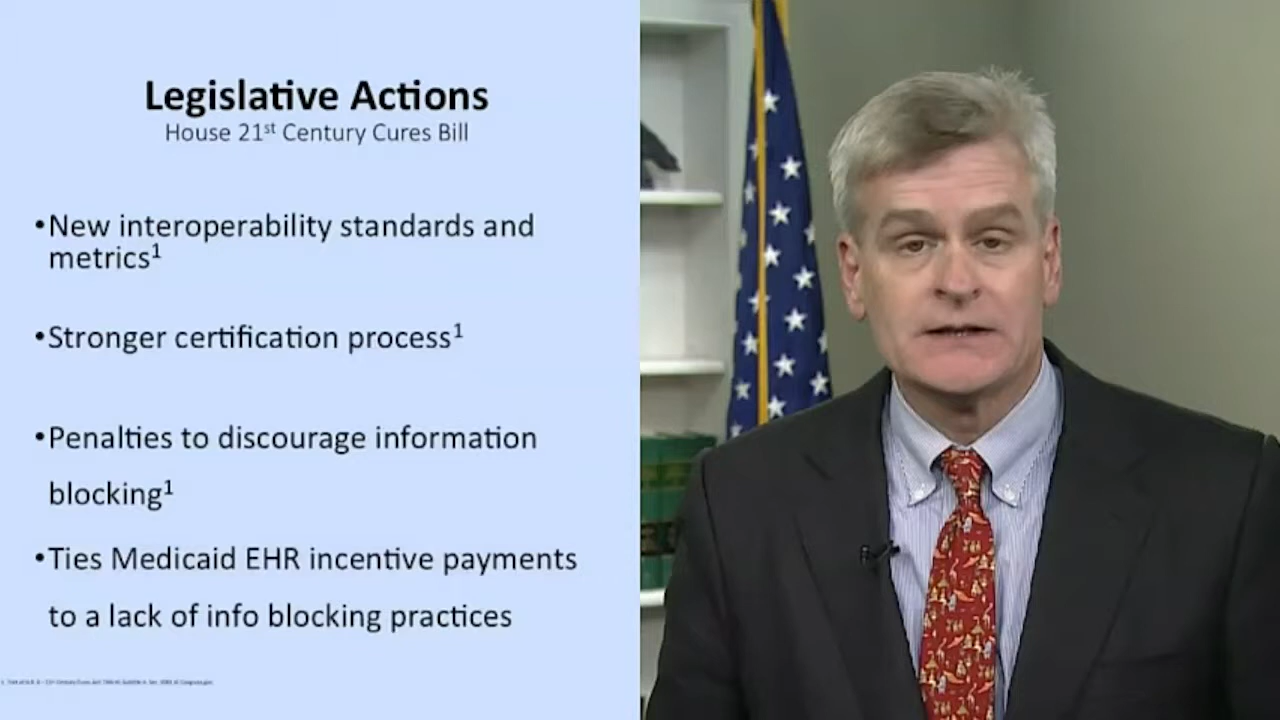 Legislative Actions
House 21st Century Cures Bill
•New interoperability standards and
metrics1
•Stronger certification process1
•Penalties to discourage information
blocking1
•Ties Medicaid EHR incentive payments
to a lack of info blocking practices